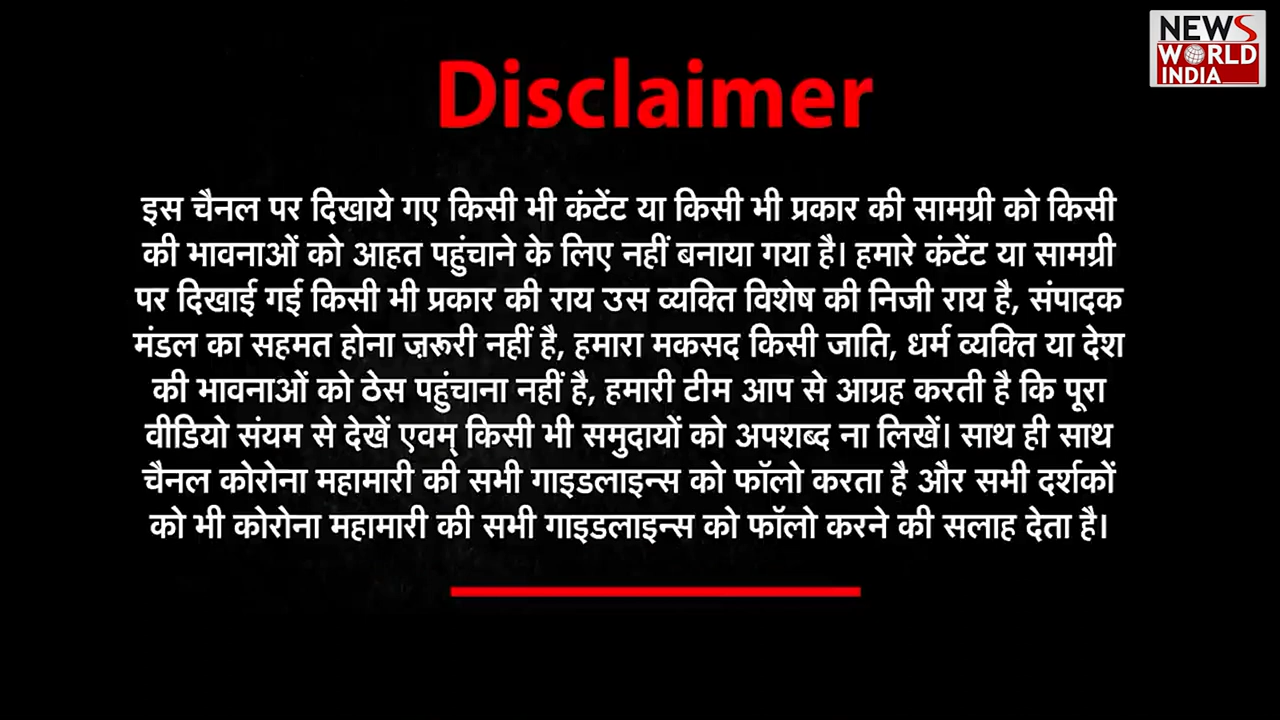 NEWS
WORLD
INDIA
Disclaimer
इस चैनल पर दिखाये गए किसी भी कंटेंट या किसी भी प्रकार की सामग्री को किसी
की भावनाओं को आहत पहुंचाने के लिए नहीं बनाया गया है। हमारे कंटेंट या सामग्री
पर दिखाई गई किसी भी प्रकार की राय उस व्यक्ति विशेष की निजी राय है, संपादक
मंडल का सहमत होना ज़रूरी नहीं है, हमारा मकसद किसी जाति, धर्म व्यक्ति या देश
की भावनाओं को ठेस पहुंचाना नहीं है, हमारी टीम आप से आग्रह करती है कि पूरा
वीडियो संयम से देखें एवम् किसी भी समुदायों को अपशब्द ना लिखें। साथ ही साथ
चैनल कोरोना महामारी की सभी गाइडलाइन्स को फॉलो करता है और सभी दर्शकों
को भी कोरोना महामारी की सभी गाइडलाइन्स को फॉलो करने की सलाह देता है।